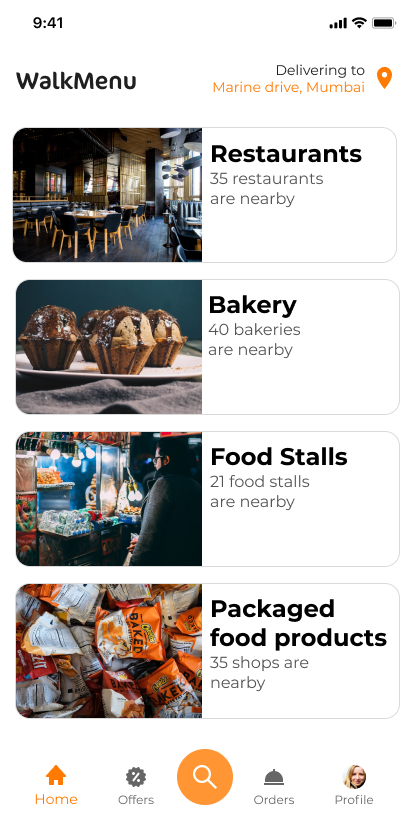 9:41
WalkMenu
Delivering to
Marine drive, Mumbai
Restaurants
35 restaurants
are nearby
Bakery
40 bakeries
are nearby
Food Stalls
21 food stalls
are nearby
Packaged
food products
35 shops are
nearby
BAKED
Home
Offers
Orders
Profile